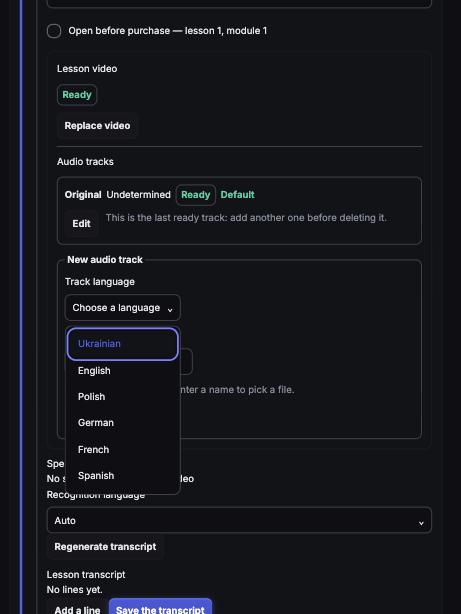 Open before purchase — lesson 1, module 1
Lesson video
Ready
Replace video
Audio tracks
Original Undetermined Ready Default
Edit
This is the last ready track: add another one before deleting it.
New audio track
Track language
Choose a language
Ukrainian
English
a name to pick a file.
Polish
German
French
Spanish
No
Recognition language
Auto
Regenerate transcript
Lesson transcript
No lines yet.
Add a line
Save the transcript